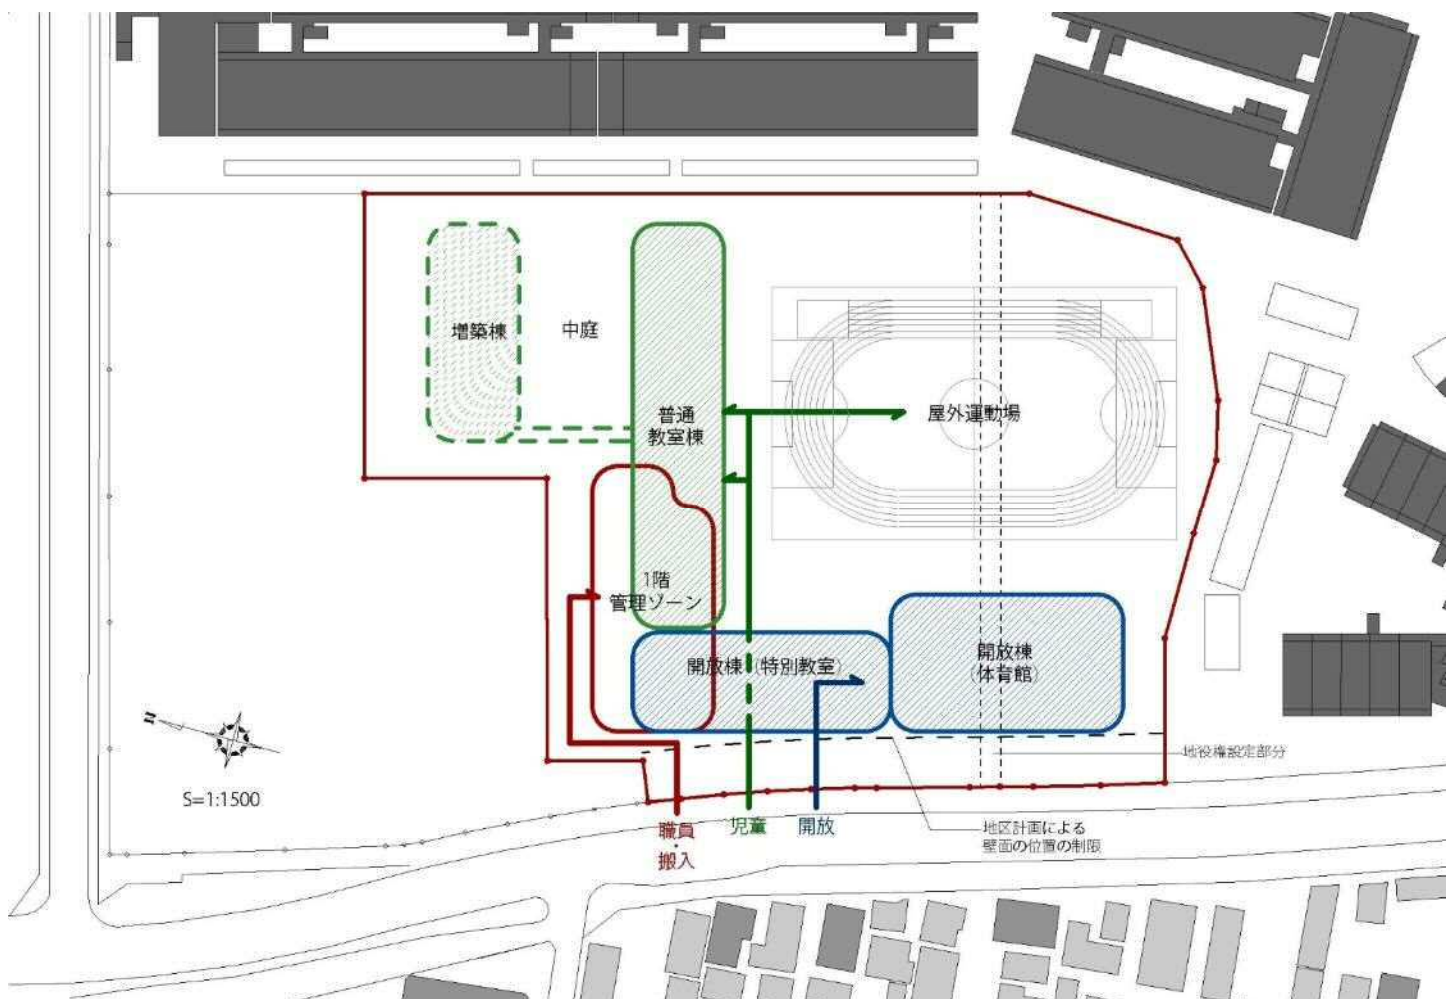 増築棟
中庭
普通
教室棟
屋外運動場
1階
管理ゾーン
開放棟（特別教室）
開放棟
（体育館）
N
S=1:1500
地役権設定部分
職員
・
搬入
児童
開放
地区計画による
壁面の位置の制限